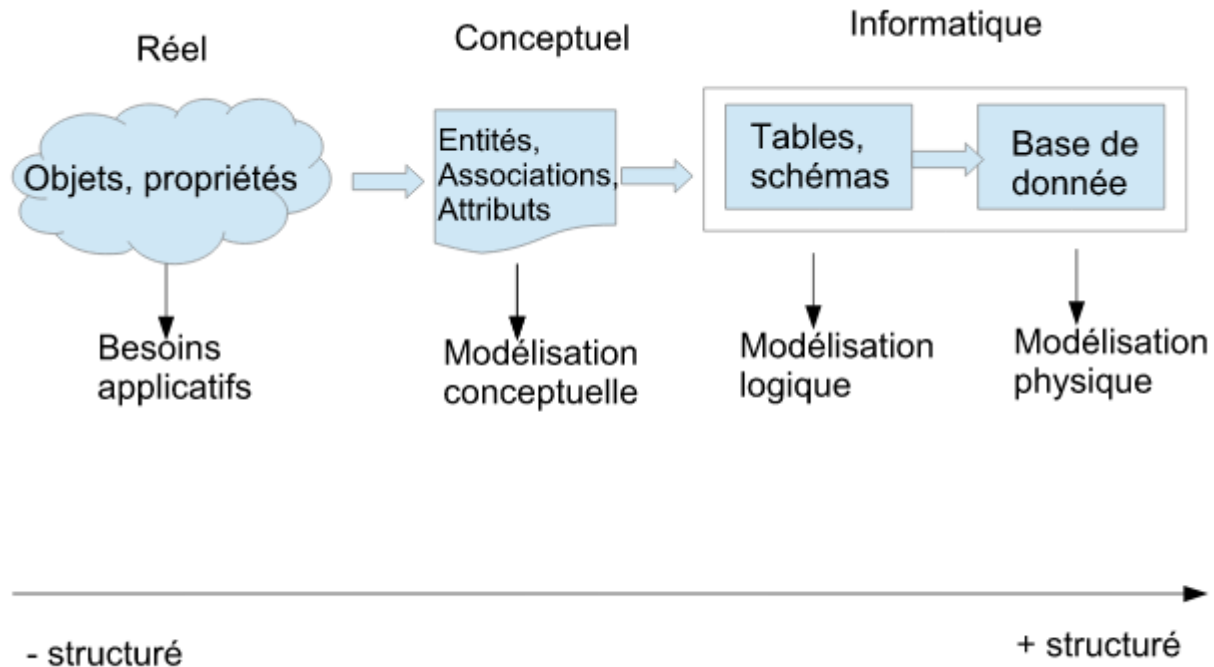 Réel
Conceptuel
Informatique
Objets, propriétés
Entités,
Associations,
Attributs
Tables,
schémas
Base de
donnée
Besoins
applicatifs
Modélisation
conceptuelle
Modélisation
logique
Modélisation
physique
- structuré
+ structuré